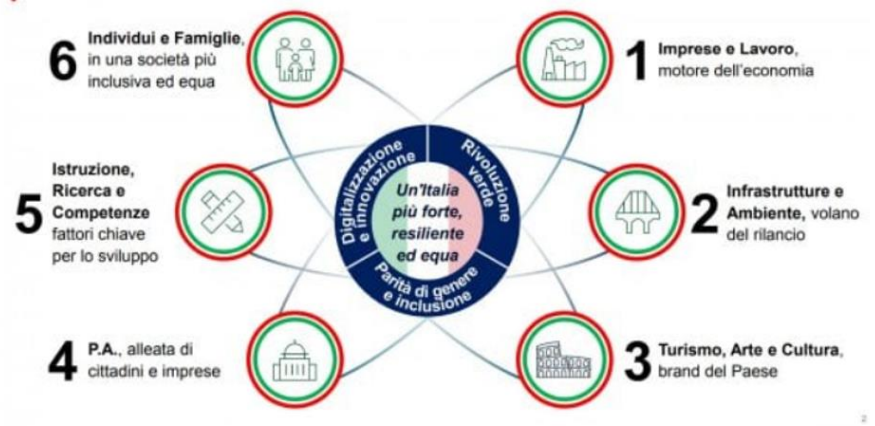 6
Individui e Famiglie,
in una società più
inclusiva ed equa
1
Imprese e Lavoro,
motore dell'economia
5
Istruzione,
Ricerca e
Competenze
fattori chiave
per lo sviluppo
Digitalizzazione
e innovazione
Rivoluzione
verde
Parità di genere
e inclusione
Un'Italia
più forte,
resiliente
ed equa
2
Infrastrutture e
Ambiente, volano
del rilancio
4
P.A., alleata di
cittadini e imprese
3
Turismo, Arte e Cultura,
brand del Paese
2